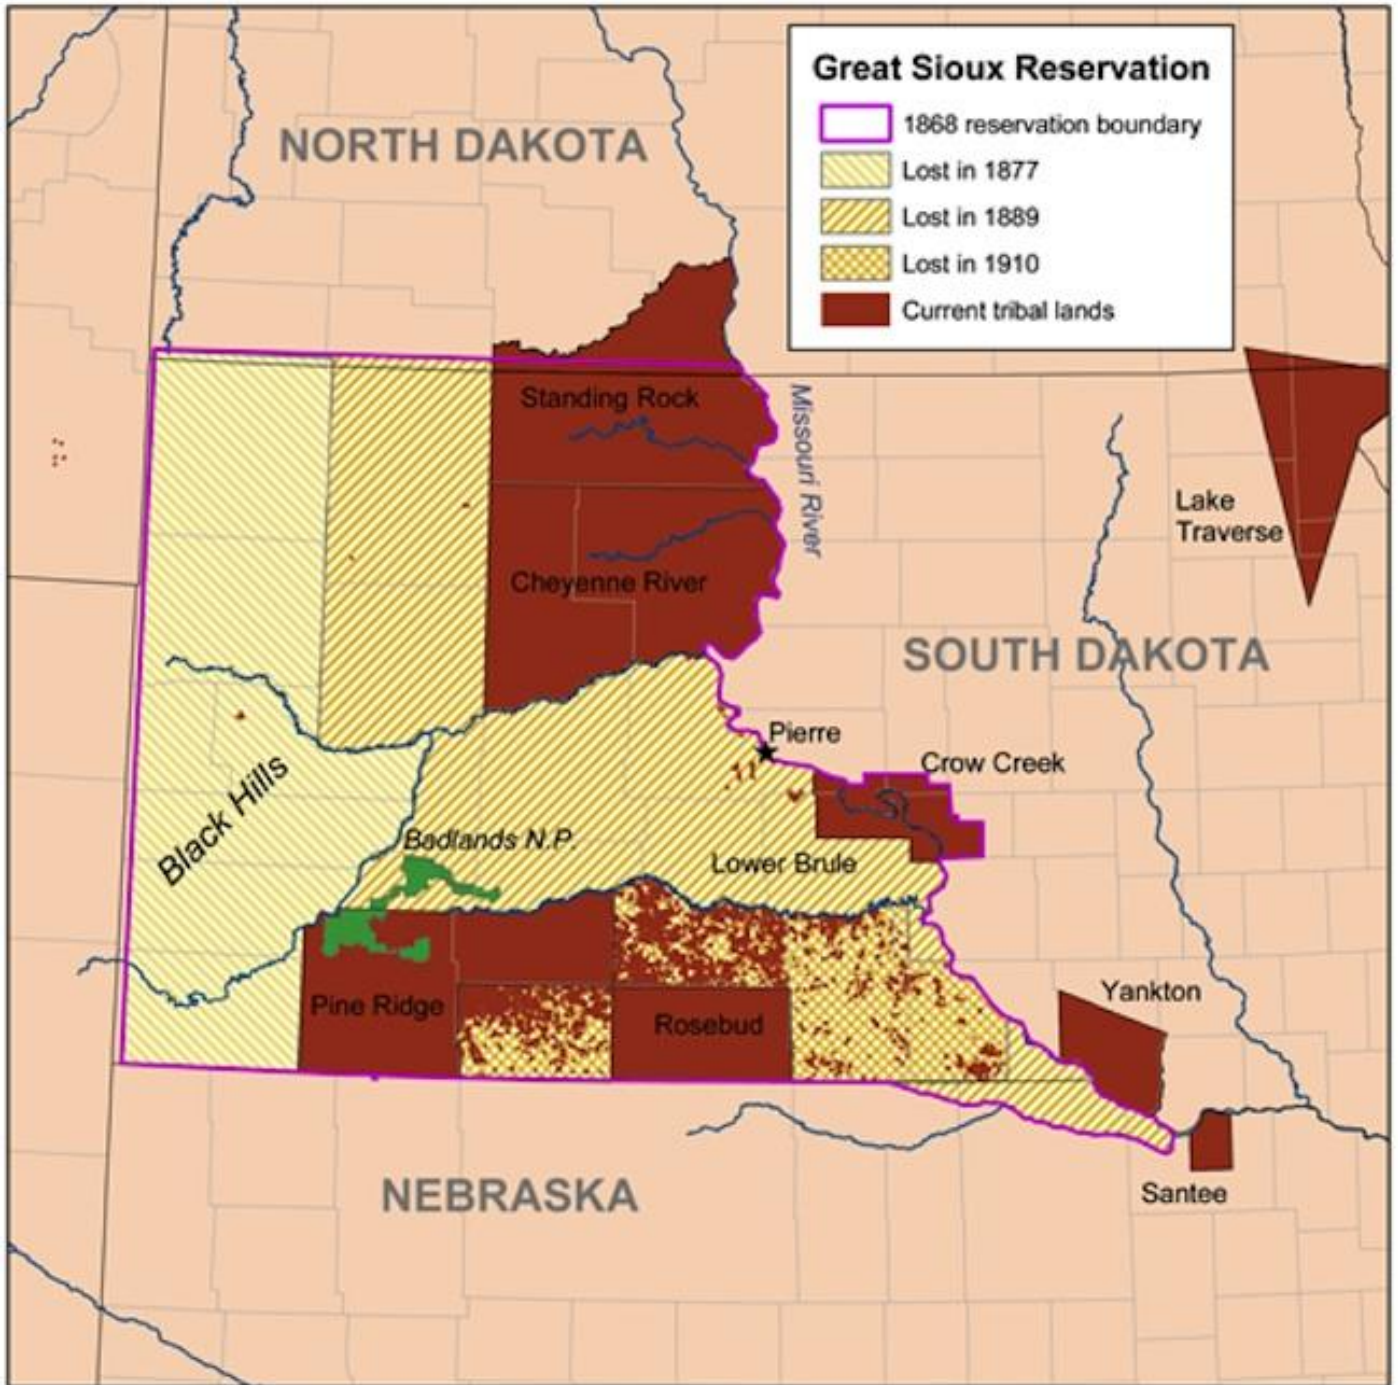 Great Sioux Reservation
1868 reservation boundary
Lost in 1877
Lost in 1889
Lost in 1910
Current tribal lands
NORTH DAKOTA
Standing Rock
Missouri River
Lake
Traverse
Cheyenne River
SOUTH DAKOTA
Pierre
Crow Creek
Black Hills
Badlands N.P.
Lower Brule
Pine Ridge
Rosebud
Yankton
Santee
NEBRASKA